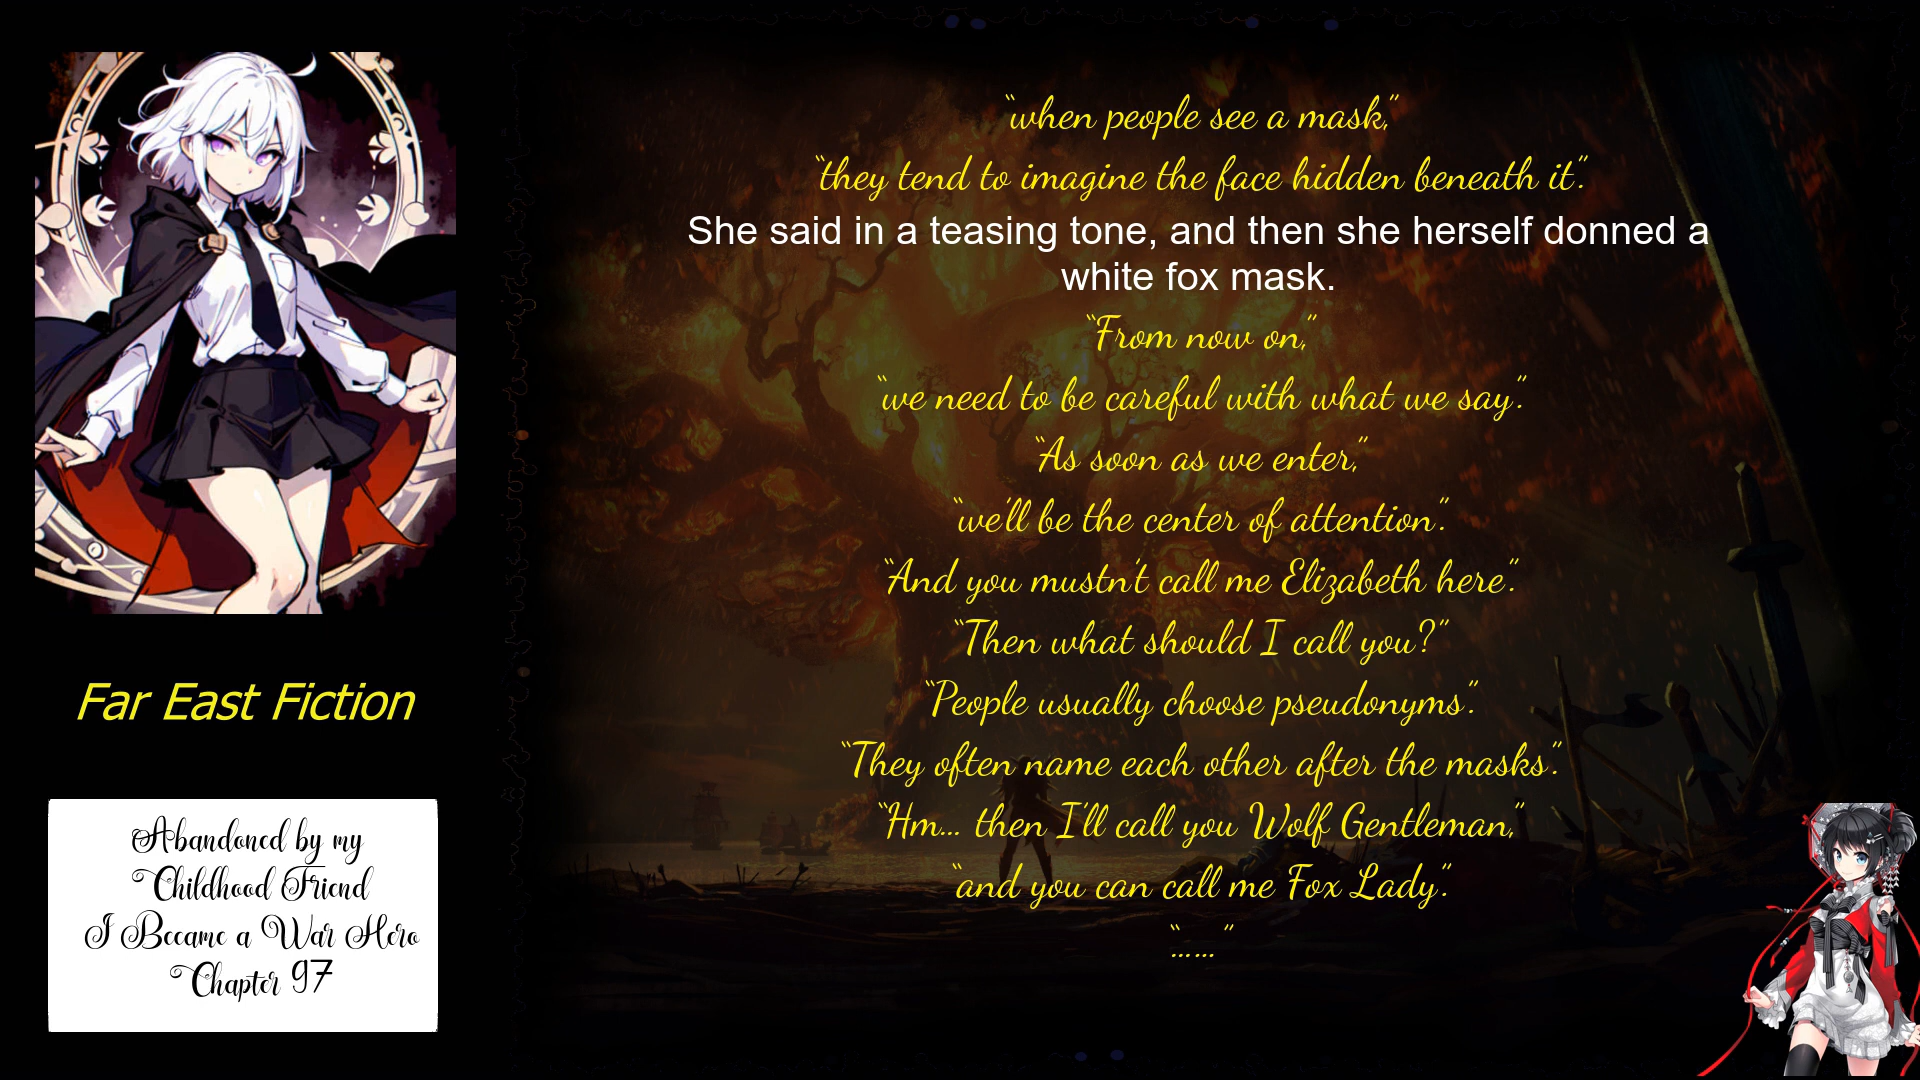 “when people see a mask,”
“they tend to imagine the face hidden beneath it”.
She said in a teasing tone, and then she herself donned a
white fox mask.
“From now on,”
“we need to be careful with what we say”.
“As soon as we enter,”
“we’ll be the center of attention”.
“And you mustn’t call me Elizabeth here”.
“Then what should I call you?”
“People usually choose pseudonyms”.
“They often name each other after the masks”.
“Hm… then I’ll call you Wolf Gentleman,”
“and you can call me Fox Lady”.
“……”
Far East Fiction
Abandoned by my
Childhood Friend
I Became a War Hero
Chapter 97